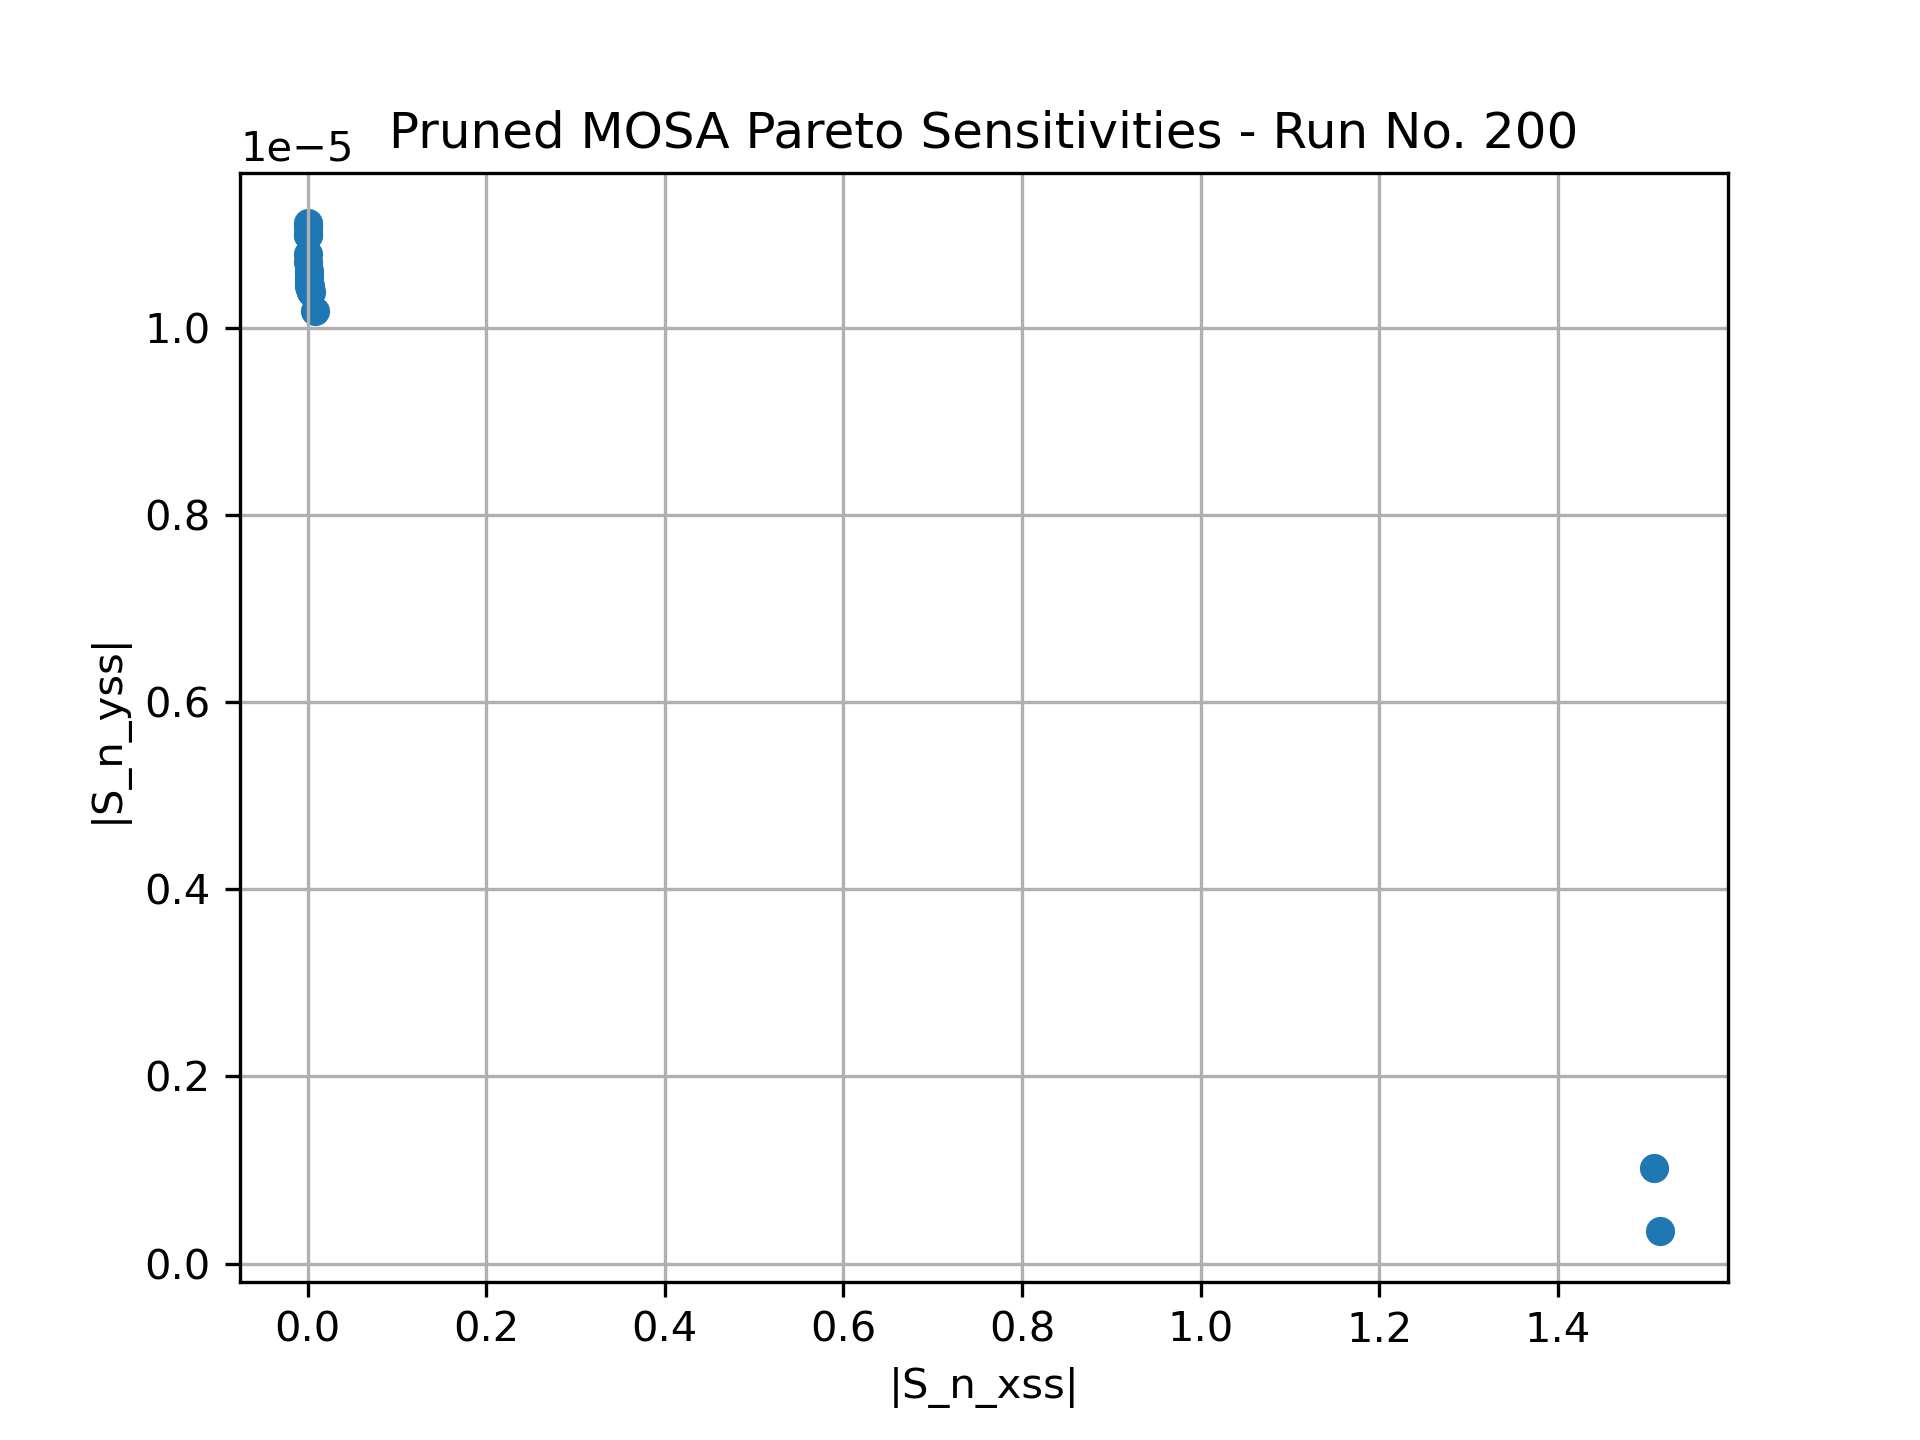 Pruned MOSA Pareto Sensitivities - Run No. 200
1e−5
1.0
0.8
0.6
0.4
0.2
0.0
|S_n_yss|
0.0 0.2 0.4 0.6 0.8 1.0 1.2 1.4
|S_n_xss|